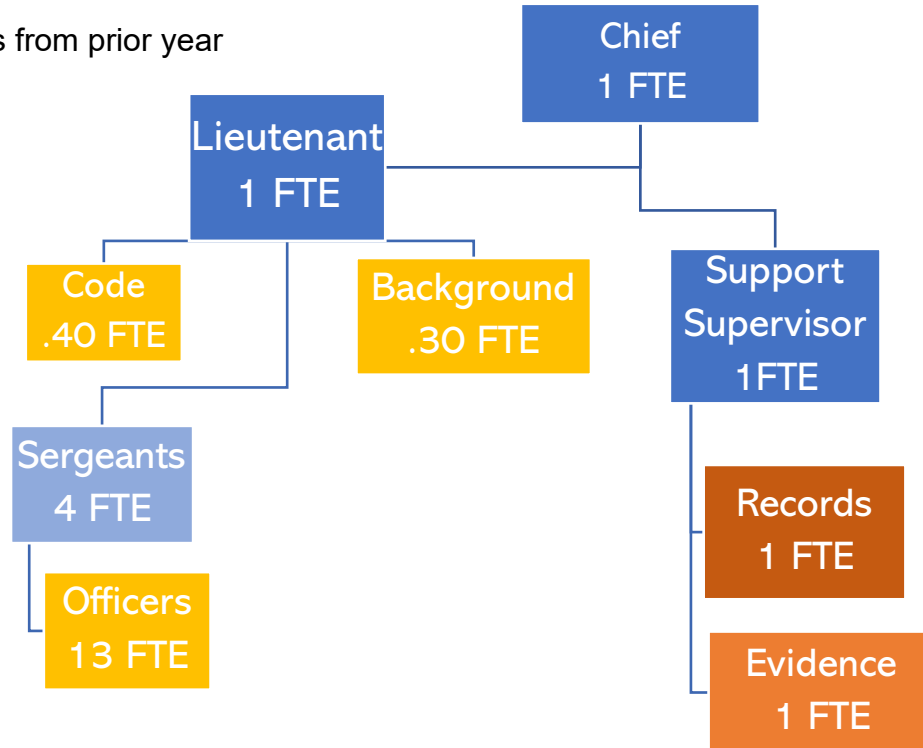 s from prior year
Chief
1 FTE
Lieutenant
1 FTE
Code
.40 FTE
Background
.30 FTE
Support
Supervisor
1FTE
Sergeants
4 FTE
Records
1 FTE
Officers
13 FTE
Evidence
1 FTE